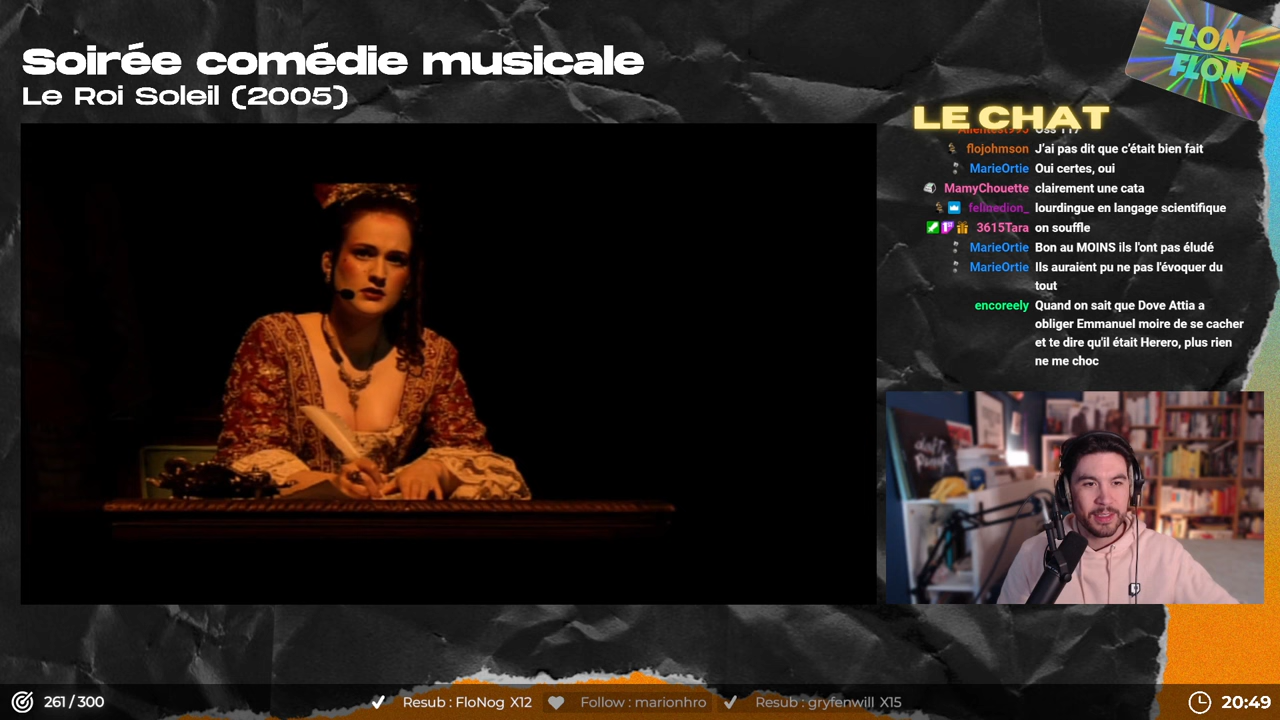 Soirée comédie musicale
Le Roi Soleil (2005)
FLON
FLON
LE CHAT
flojohmson J'ai pas dit que c'était bien fait
MarieOrtie Oui certes, oui
MamyChouette clairement une cata
felinedion_ lourdingue en langage scientifique
3615Tara on souffle
MarieOrtie Bon au MOINS ils l'ont pas éludé
MarieOrtie Ils auraient pu ne pas l'évoquer du
tout
encoreely Quand on sait que Dove Attia a
obliger Emmanuel moire de se cacher
et te dire qu'il était Herero, plus rien
ne me choc
daft
punk
261 / 300
Resub : FloNog X12
Follow : marionhro
Resub : gryfenwill X15
20:49